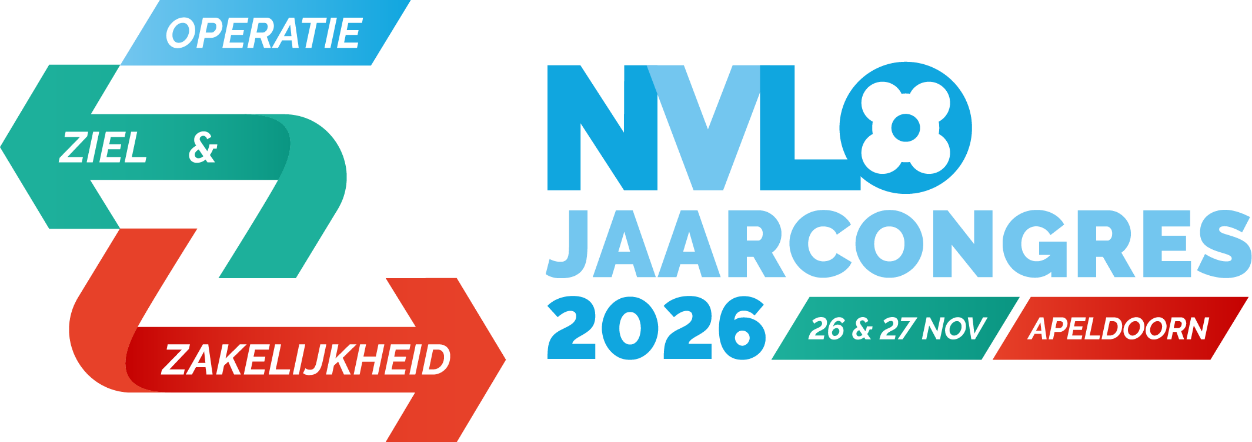 OPERATIE
ZIEL &
ZAKELIJKHEID
NVLO
JAARCONGRES
2026 26 & 27 NOV APELDOORN